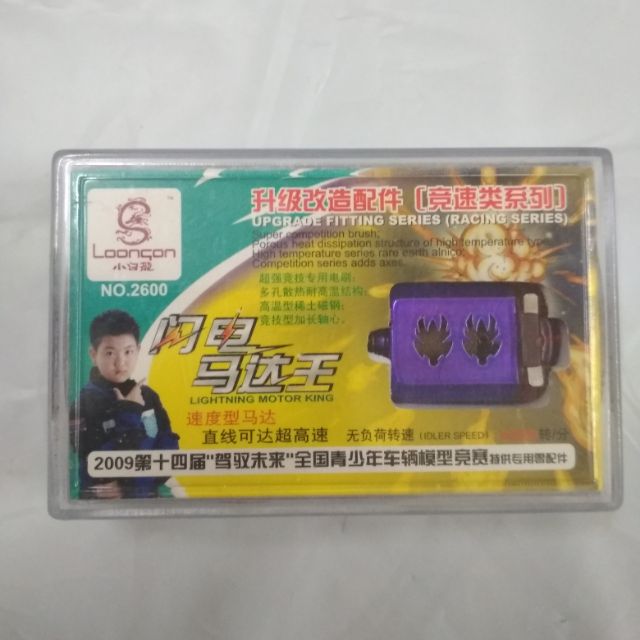 升级改造配件〔竞速类系列〕
UPGRADE FITTING SERIES (RACING SERIES)
Loongon
小白龍
NO.2600
Super competition brush;
Porous heat dissipation structure of high temperature type;
High temperature series rare earth alnico;
Competition series adds axes.
超强竞技专用电刷;
多孔散热耐高温结构;
高温型稀土磁钢;
竞技型加长轴心。
闪电
马达王
LIGHTNING MOTOR KING
速度型马达
直线可达超高速 无负荷转速(IDLER SPEED) 转/分
2009第十四届"驾驭未来"全国青少年车辆模型竞赛特供专用零配件